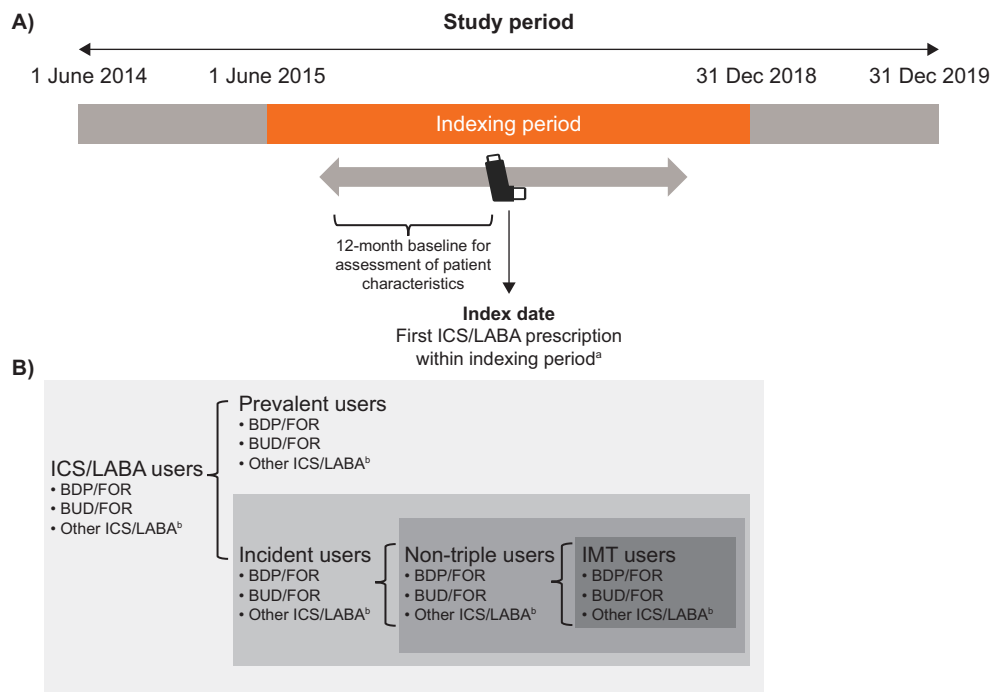 A)
Study period
1 June 2014
1 June 2015
31 Dec 2018
31 Dec 2019
Indexing period
12-month baseline for
assessment of patient
characteristics
Index date
First ICS/LABA prescription
within indexing periodᵃ
B)
ICS/LABA users
• BDP/FOR
• BUD/FOR
• Other ICS/LABAᵇ
Prevalent users
• BDP/FOR
• BUD/FOR
• Other ICS/LABAᵇ
Incident users
• BDP/FOR
• BUD/FOR
• Other ICS/LABAᵇ
Non-triple users
• BDP/FOR
• BUD/FOR
• Other ICS/LABAᵇ
IMT users
• BDP/FOR
• BUD/FOR
• Other ICS/LABAᵇ